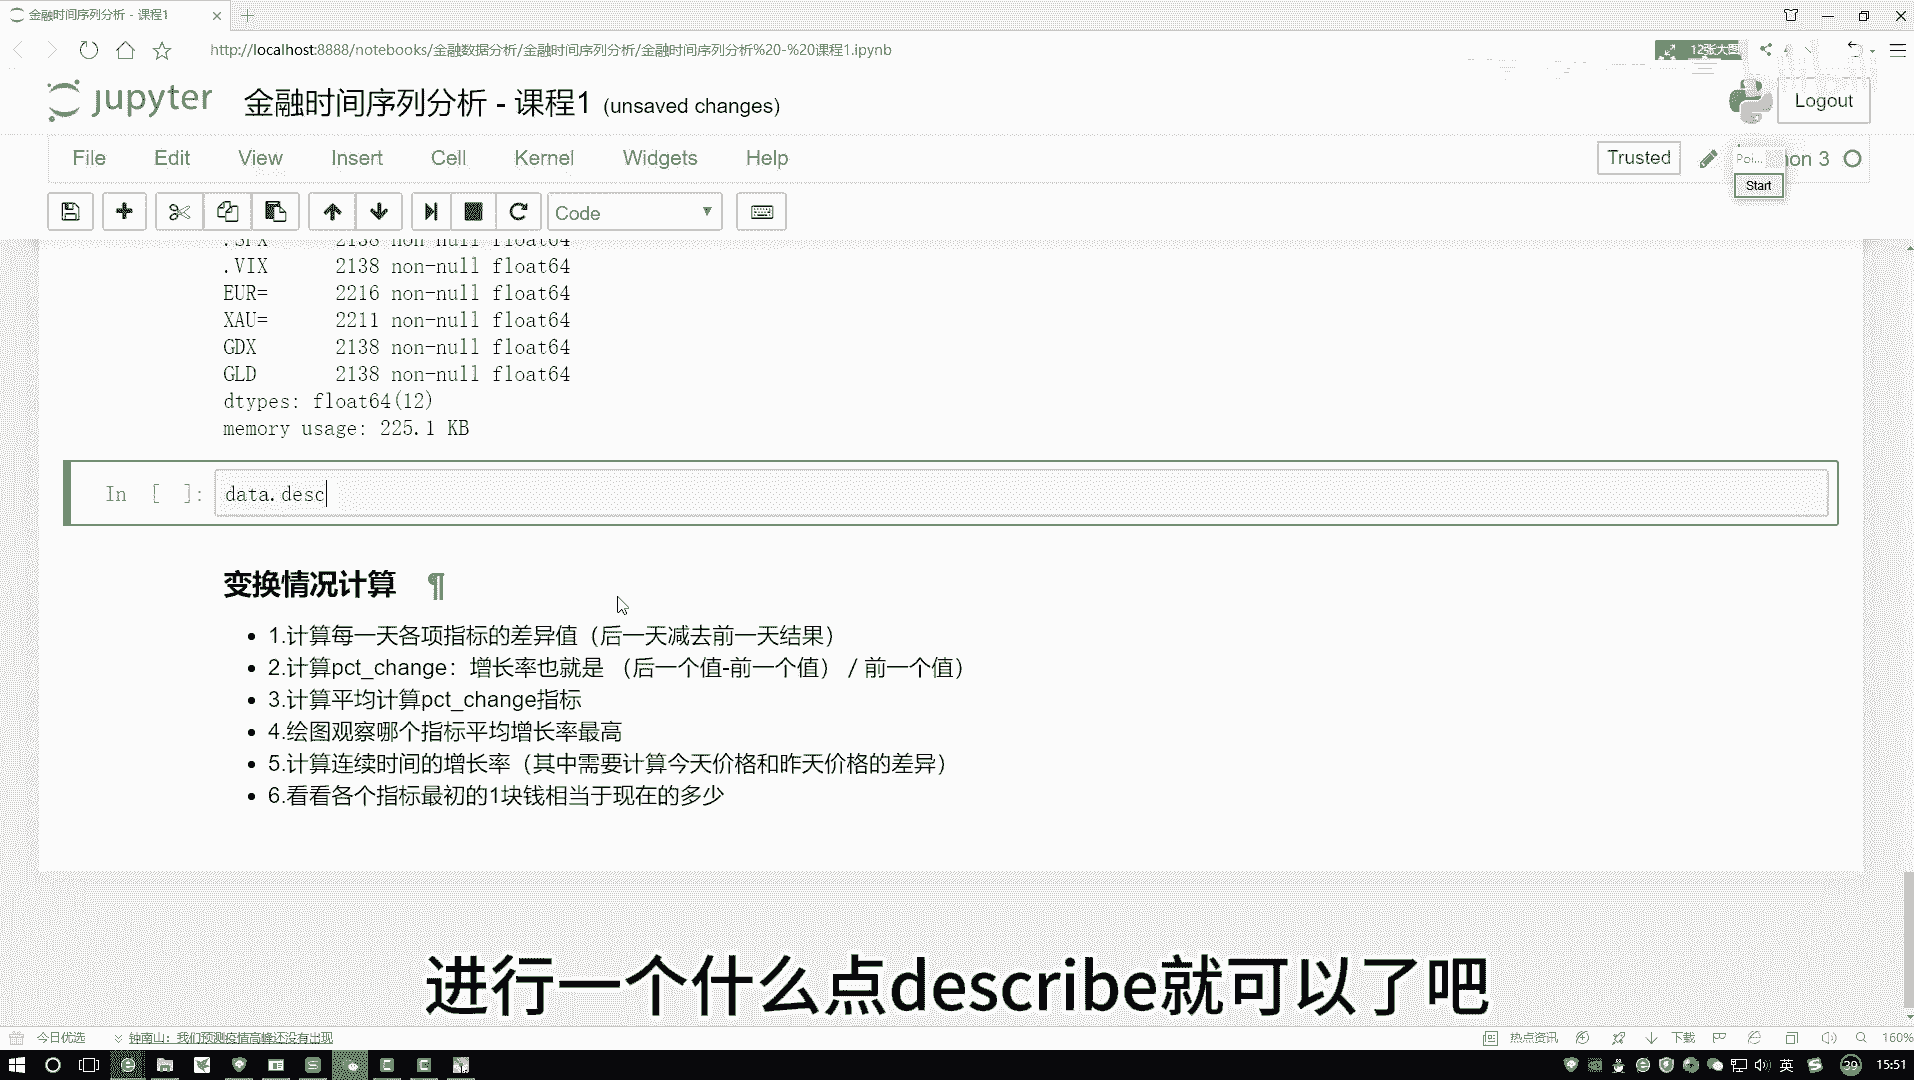 金融时间序列分析 - 课程1
http://localhost:8888/notebooks/金融数据分析/金融时间序列分析/金融时间序列分析%20-%20课程1.ipynb
12张大图
jupyter 金融时间序列分析 - 课程1 (unsaved changes)
Logout
File Edit View Insert Cell Kernel Widgets Help
Trusted
Poi... on 3
Start
Code
.SPX 2138 non-null float64
.VIX 2138 non-null float64
EUR= 2216 non-null float64
XAU= 2211 non-null float64
GDX 2138 non-null float64
GLD 2138 non-null float64
dtypes: float64(12)
memory usage: 225.1 KB
In [ ]: data.desc
变换情况计算 ¶
1.计算每一天各项指标的差异值（后一天减去前一天结果）
2.计算pct_change：增长率也就是 （后一个值-前一个值） / 前一个值）
3.计算平均计算pct_change指标
4.绘图观察哪个指标平均增长率最高
5.计算连续时间的增长率（其中需要计算今天价格和昨天价格的差异）
6.看看各个指标最初的1块钱相当于现在的多少
进行一个什么点describe就可以了吧
今日优选 钟南山：我们预测疫情高峰还没有出现
热点资讯 下载 160%
英 29 15:51